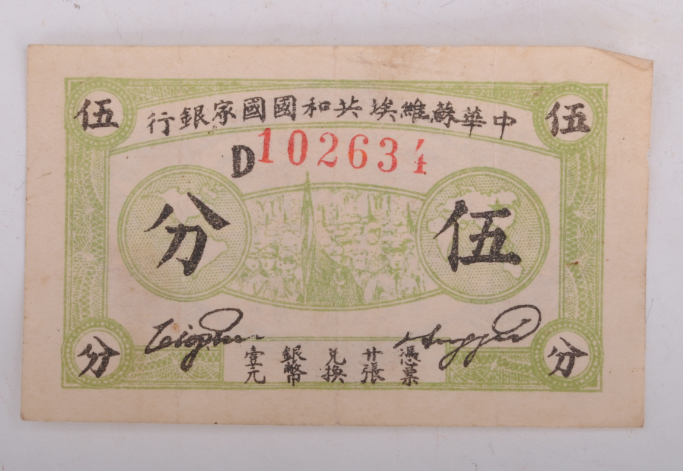 中華蘇維埃共和國國家銀行
D102634
伍
伍
伍分
分
分
憑票
廿張
兌換
銀幣
壹元